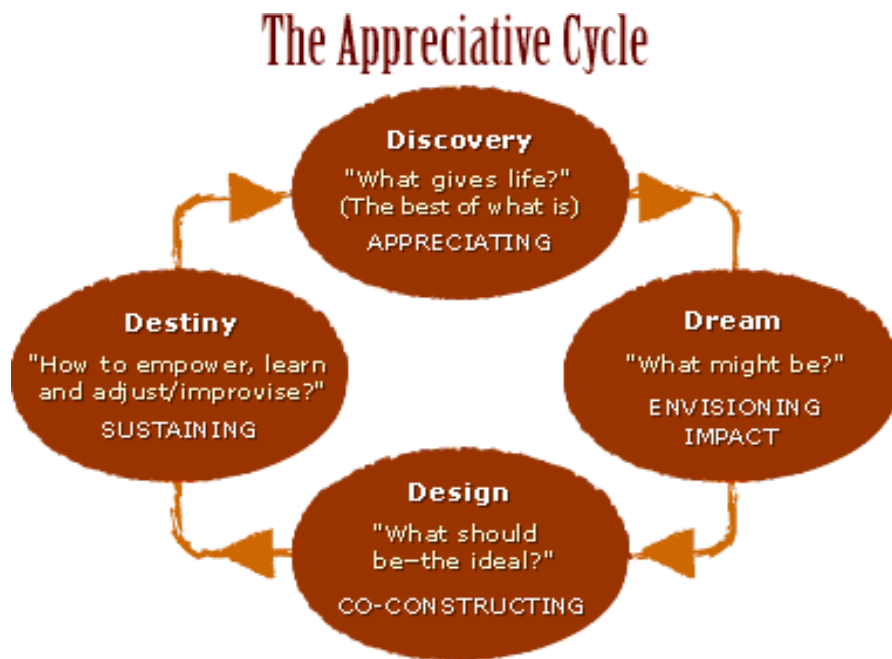 The Appreciative Cycle
Discovery
"What gives life?"
(The best of what is)
APPRECIATING
Dream
"What might be?"
ENVISIONING
IMPACT
Design
"What should
be—the ideal?"
CO-CONSTRUCTING
Destiny
"How to empower, learn
and adjust/improvise?"
SUSTAINING